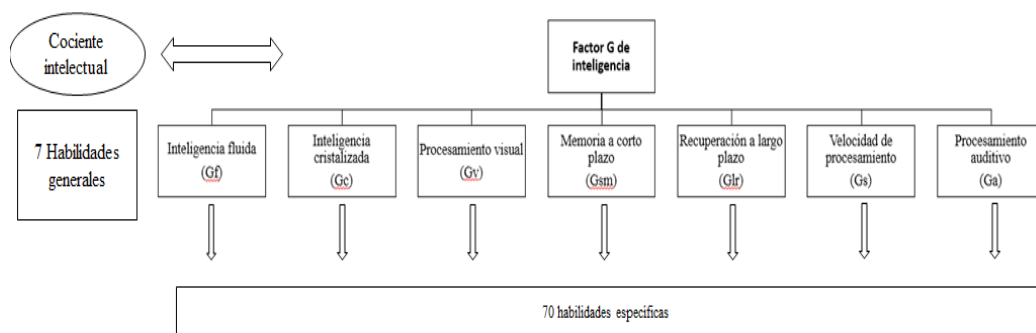 Cociente
intelectual
Factor G de
inteligencia
7 Habilidades
generales
Inteligencia fluida
(Gf)
Inteligencia
cristalizada
(Gc)
Procesamiento visual
(Gv)
Memoria a corto
plazo
(Gsm)
Recuperación a largo
plazo
(Glr)
Velocidad de
procesamiento
(Gs)
Procesamiento
auditivo
(Ga)
70 habilidades especificas